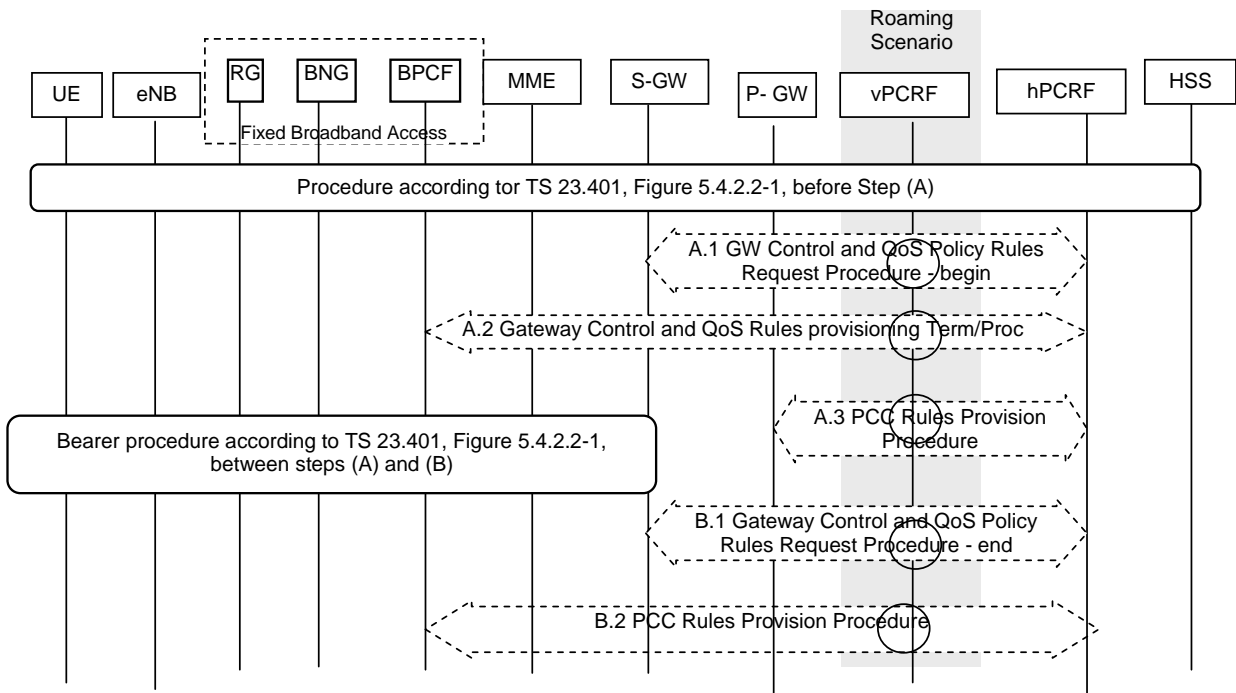 Roaming
Scenario
UE
eNB
RG
BNG
BPCF
MME
S-GW
P- GW
vPCRF
hPCRF
HSS
Fixed Broadband Access
Procedure according tor TS 23.401, Figure 5.4.2.2-1, before Step (A)
A.1 GW Control and QoS Policy Rules
Request Procedure - begin
A.2 Gateway Control and QoS Rules provisioning Term/Proc
A.3 PCC Rules Provision
Procedure
Bearer procedure according to TS 23.401, Figure 5.4.2.2-1,
between steps (A) and (B)
B.1 Gateway Control and QoS Policy
Rules Request Procedure - end
B.2 PCC Rules Provision Procedure